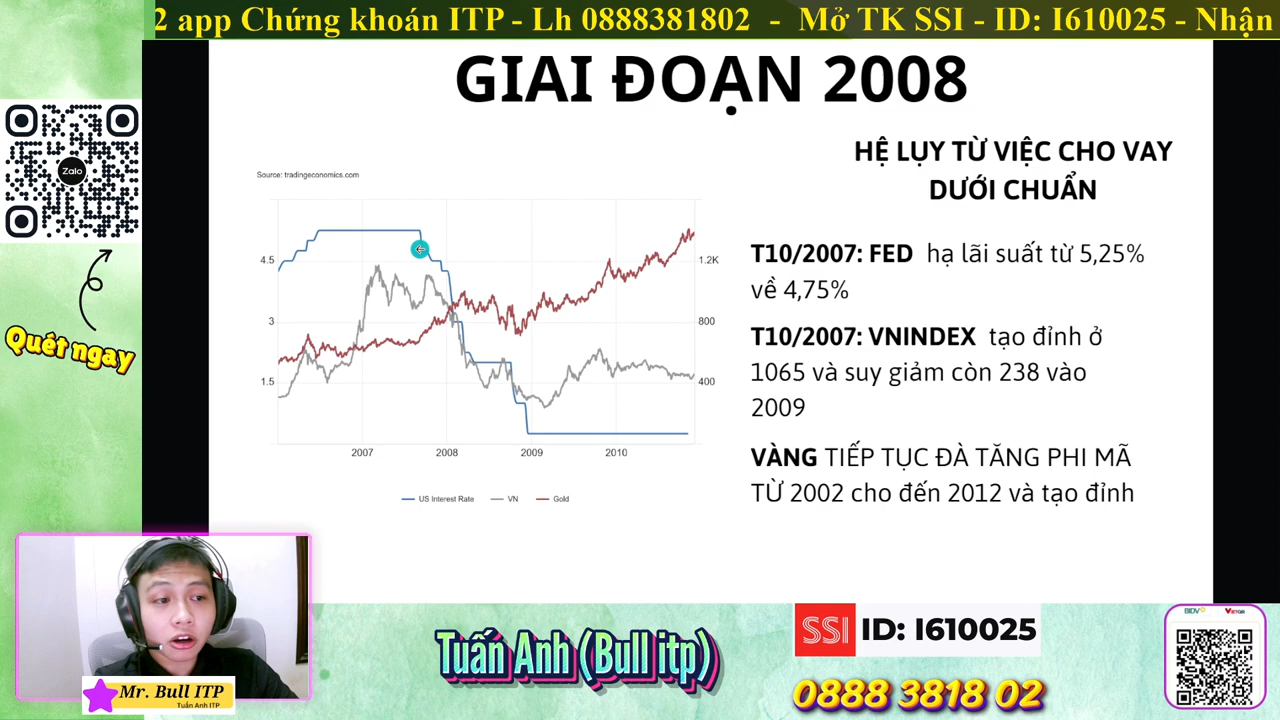 2 app Chứng khoán ITP - Lh 0888381802 - Mở TK SSI - ID: I610025 - Nhận
GIAI ĐOẠN 2008
HỆ LỤY TỪ VIỆC CHO VAY
DƯỚI CHUẨN
Source: tradingeconomics.com
4.5
3
1.5
1.2K
800
400
2007
2008
2009
2010
US Interest Rate
VN
Gold
T10/2007: FED hạ lãi suất từ 5,25%
về 4,75%
T10/2007: VNINDEX tạo đỉnh ở
1065 và suy giảm còn 238 vào
2009
VÀNG TIẾP TỤC ĐÀ TĂNG PHI MÃ
TỪ 2002 cho đến 2012 và tạo đỉnh
Zalo
Quét ngay
Mr. Bull ITP
Tuấn Anh ITP
Tuấn Anh (Bull itp)
SSI ID: I610025
0888 3818 02
BIDV
VIETQR